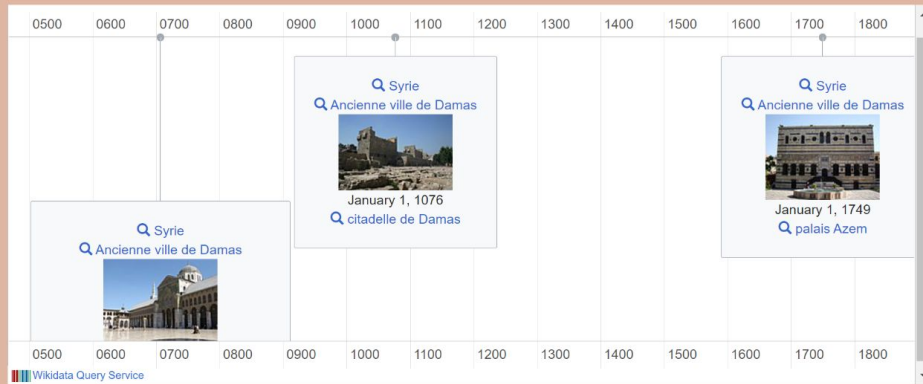 0500 0600 0700 0800 0900 1000 1100 1200 1300 1400 1500 1600 1700 1800
Syrie
Ancienne ville de Damas
January 1, 1076
citadelle de Damas
Syrie
Ancienne ville de Damas
January 1, 1749
palais Azem
Syrie
Ancienne ville de Damas
0500 0600 0700 0800 0900 1000 1100 1200 1300 1400 1500 1600 1700 1800
Wikidata Query Service